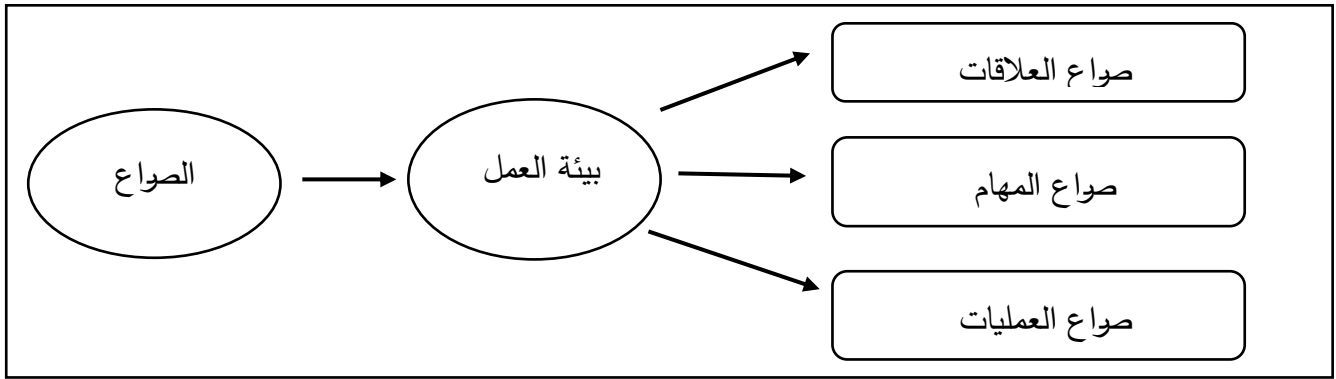 صراع العلاقات
الصراع
بيئة العمل
صراع المهام
صراع العمليات